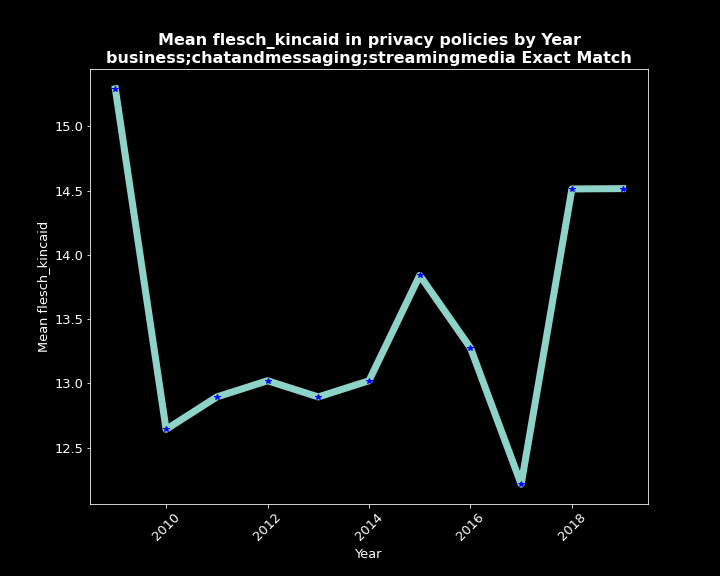 Mean flesch_kincaid in privacy policies by Year
business;chatandmessaging;streamingmedia Exact Match
15.0
14.5
14.0
13.5
13.0
12.5
Mean flesch_kincaid
2010
2012
2014
2016
2018
Year